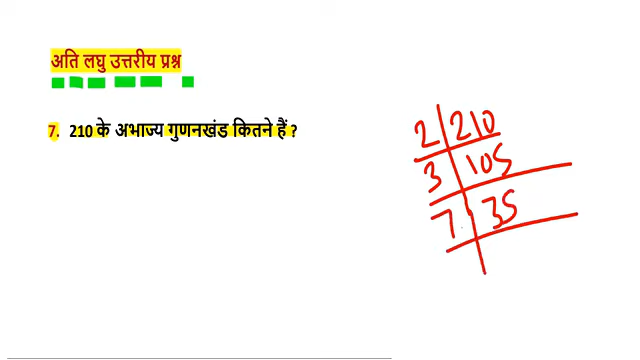 अति लघु उत्तरीय प्रश्न
7. 210 के अभाज्य गुणनखंड कितने हैं ?
2 210
3 105
7 35